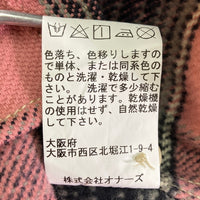 色落ち、色移りしますの
で単体、または同系色の
ものと洗濯・乾燥して下
さい。洗濯で多少縮む
ことがあります。乾燥機
の使用はせず、自然乾燥
して下さい。
大阪府
大阪市西区北堀江1-9-4
株式会社オナーズ